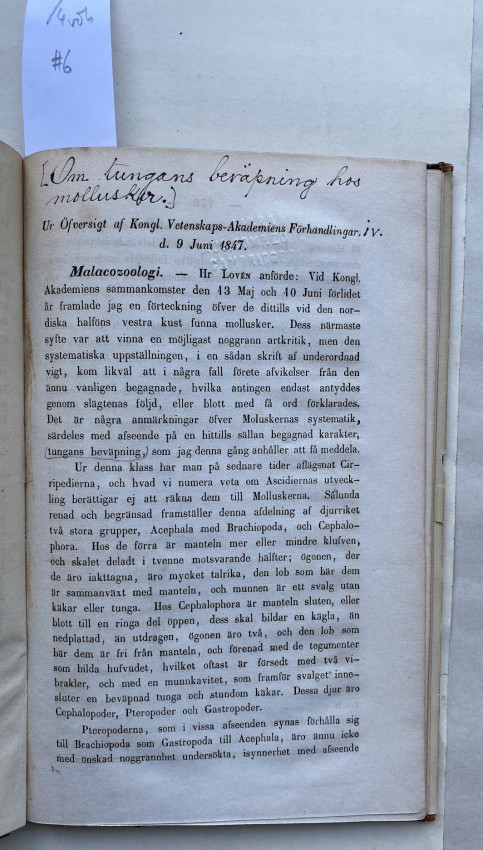 #6
[Om tungans beväpning hos
mollusker.]
Ur Öfversigt af Kongl. Vetenskaps-Akademiens Förhandlingar, iv.
d. 9 Juni 1847.
Malacozoologi. — Hr Lovén anförde: Vid Kongl.
Akademiens sammankomster den 13 Maj och 10 Juni förlidet
år framlade jag en förteckning öfver de dittills vid den nor-
diska halföns vestra kust funna mollusker. Dess närmaste
syfte var att vinna en möjligast noggrann artkritik, men den
systematiska uppställningen, i en sådan skrift af underordnad
vigt, kom likväl att i några fall förete afvikelser från den
ännu vanligen begagnade, hvilka antingen endast antyddes
genom slägtenas följd, eller blott med få ord förklarades.
Det är några anmärkningar öfver Moluskernas systematik,
särdeles med afseende på en hittills sällan begagnad karakter,
(tungans beväpning,) som jag denna gång anhåller att få meddela.
Ur denna klass har man på sednare tider aflägsnat Cir-
ripedierna, och hvad vi numera veta om Ascidiernas utveck-
ling berättigar ej att räkna dem till Molluskerna. Sålunda
renad och begränsad framställer denna afdelning af djurriket
två stora grupper, Acephala med Brachiopoda, och Cephalo-
phora. Hos de förra är manteln mer eller mindre klufven,
och skalet deladt i tvenne motsvarande hälfter; ögonen, der
de äro iakttagna, äro mycket talrika, den lob som bär dem
är sammanväxt med manteln, och munnen är ett svalg utan
käkar eller tunga. Hos Cephalophora är manteln sluten, eller
blott till en ringa del öppen, dess skal bildar en kägla, än
nedplattad, än utdragen, ögonen äro två, och den lob som
bär dem är fri från manteln, och förenad med de tegumenter
som bilda hufvudet, hvilket oftast är försedt med två vi-
brakler, och med en munnkavitet, som framför svalget inne-
sluter en beväpnad tunga och stundom käkar. Dessa djur äro
Cephalopoder, Pteropoder och Gastropoder.
Pteropoderna, som i vissa afseenden synas förhålla sig
till Brachiopoda som Gastropoda till Acephala, äro ännu icke
med önskad noggrannhet undersökta, isynnerhet med afseende